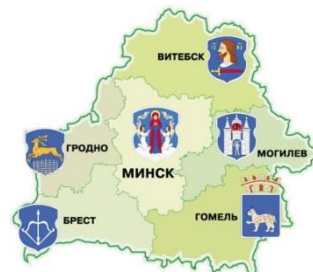 ВИТЕБСК
ГРОДНО
МОГИЛЕВ
МИНСК
БРЕСТ
ГОМЕЛЬ